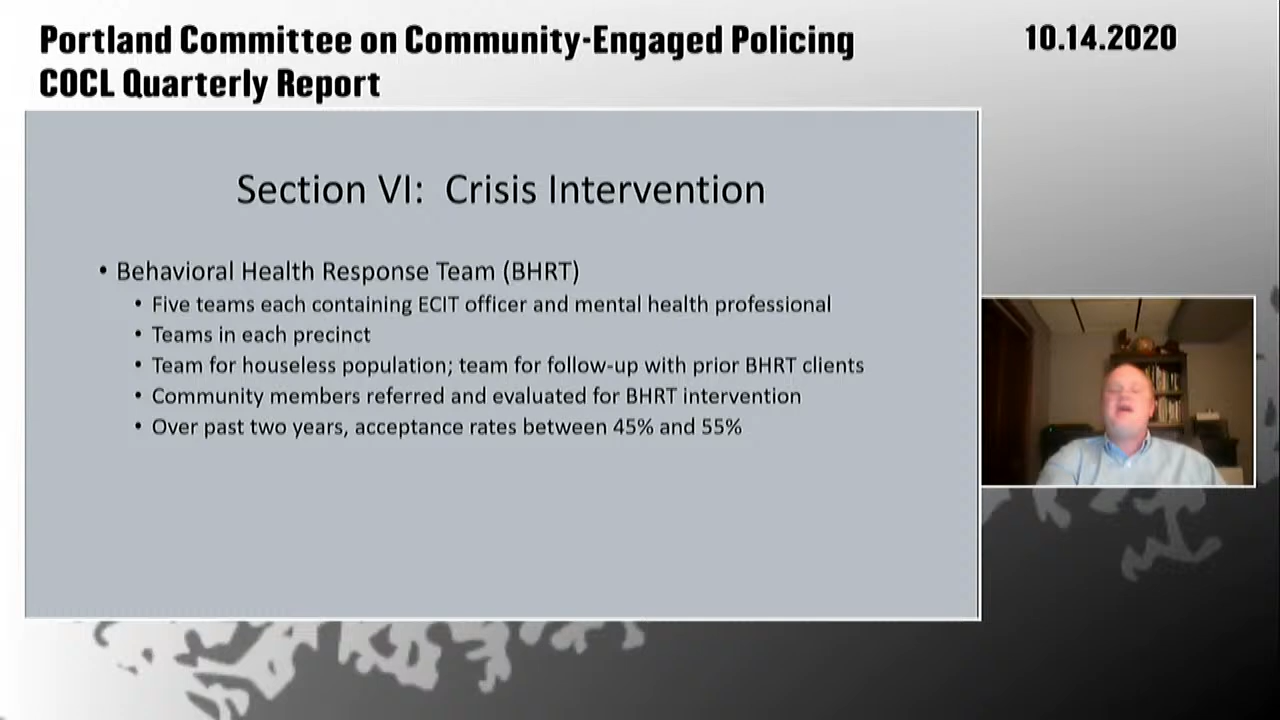 Portland Committee on Community-Engaged Policing
10.14.2020
COCL Quarterly Report
Section VI: Crisis Intervention
• Behavioral Health Response Team (BHRT)
• Five teams each containing ECIT officer and mental health professional
• Teams in each precinct
• Team for houseless population; team for follow-up with prior BHRT clients
• Community members referred and evaluated for BHRT intervention
• Over past two years, acceptance rates between 45% and 55%